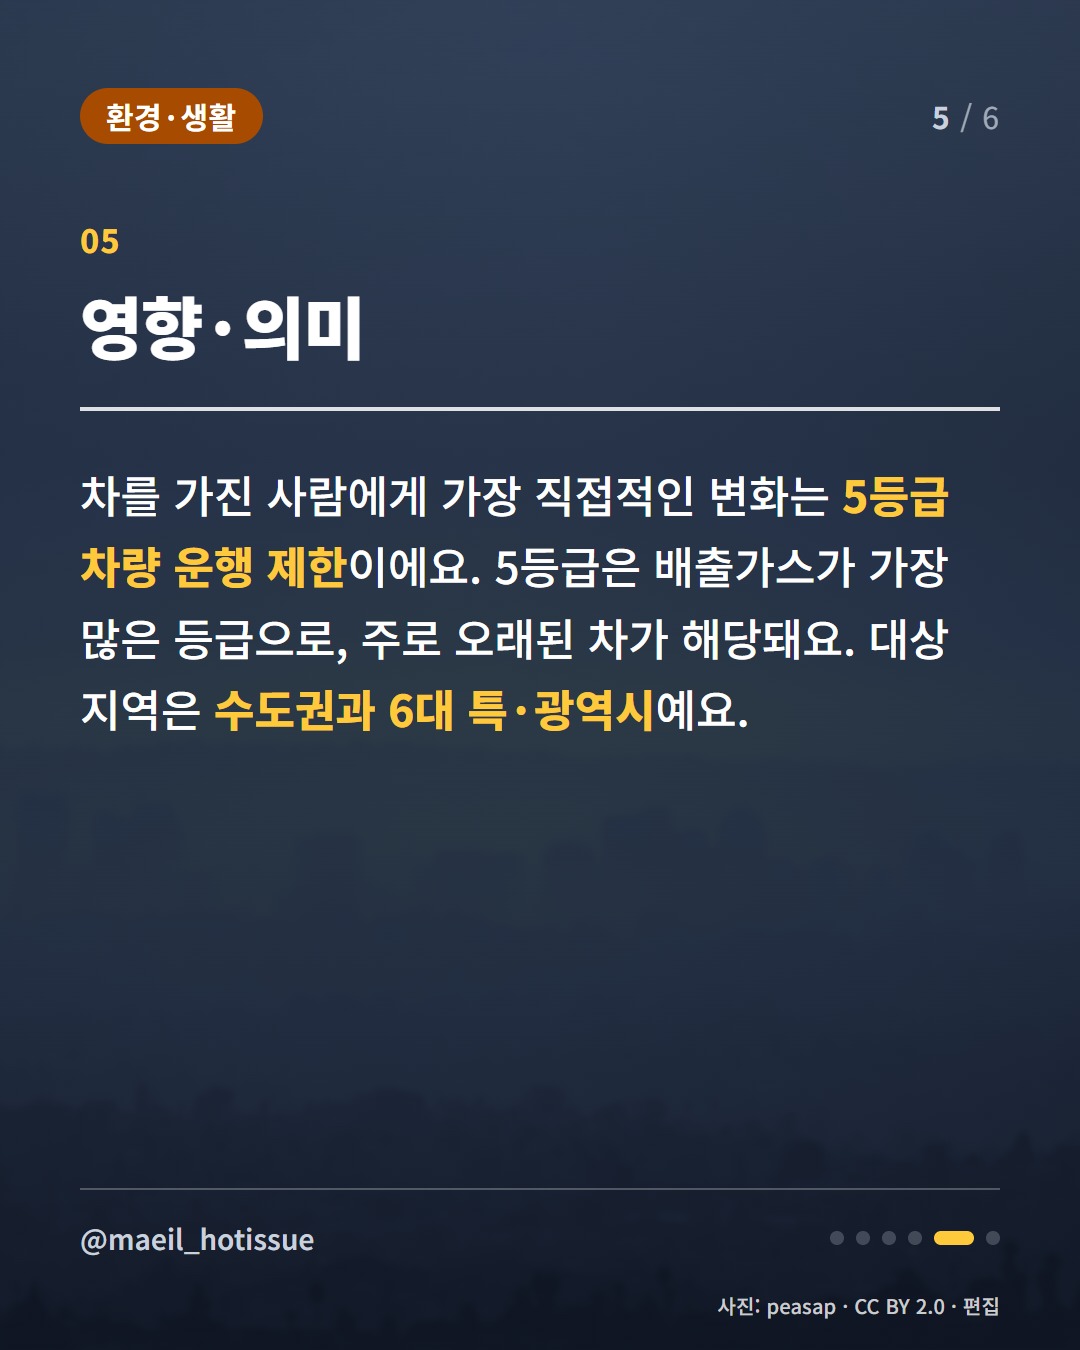 환경·생활
5 / 6
05
영향·의미
차를 가진 사람에게 가장 직접적인 변화는 5등급
차량 운행 제한이에요. 5등급은 배출가스가 가장
많은 등급으로, 주로 오래된 차가 해당돼요. 대상
지역은 수도권과 6대 특·광역시예요.
@maeil_hotissue
사진: peasap · CC BY 2.0 · 편집